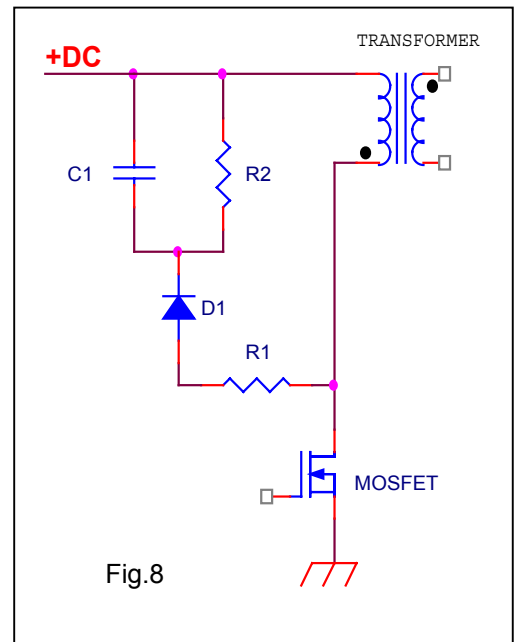 TRANSFORMER
+DC
C1
R2
D1
R1
MOSFET
Fig.8